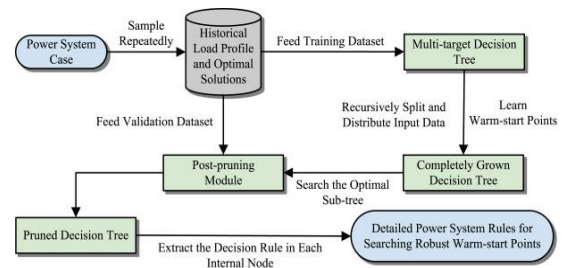 Power System
Case
Sample
Repeatedly
Historical
Load Profile
and Optimal
Solutions
Feed Training Dataset
Multi-target Decision
Tree
Feed Validation Dataset
Recursively Split and
Distribute Input Data
Learn
Warm-start Points
Post-pruning
Module
Search the Optimal
Sub-tree
Completely Grown
Decision Tree
Pruned Decision Tree
Extract the Decision Rule in Each
Internal Node
Detailed Power System Rules for
Searching Robust Warm-start Points